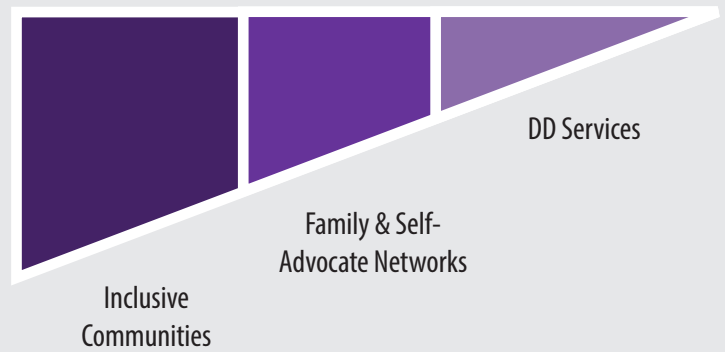 DD Services
Family & Self-
Advocate Networks
Inclusive
Communities